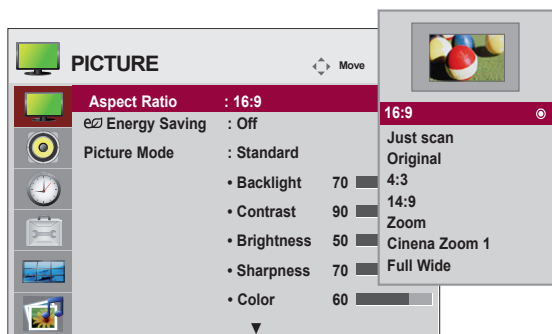 PICTURE
Move
Aspect Ratio : 16:9
Energy Saving : Off
Picture Mode : Standard
• Backlight 70
• Contrast 90
• Brightness 50
• Sharpness 70
• Color 60
▼
16:9
Just scan
Original
4:3
14:9
Zoom
Cinena Zoom 1
Full Wide